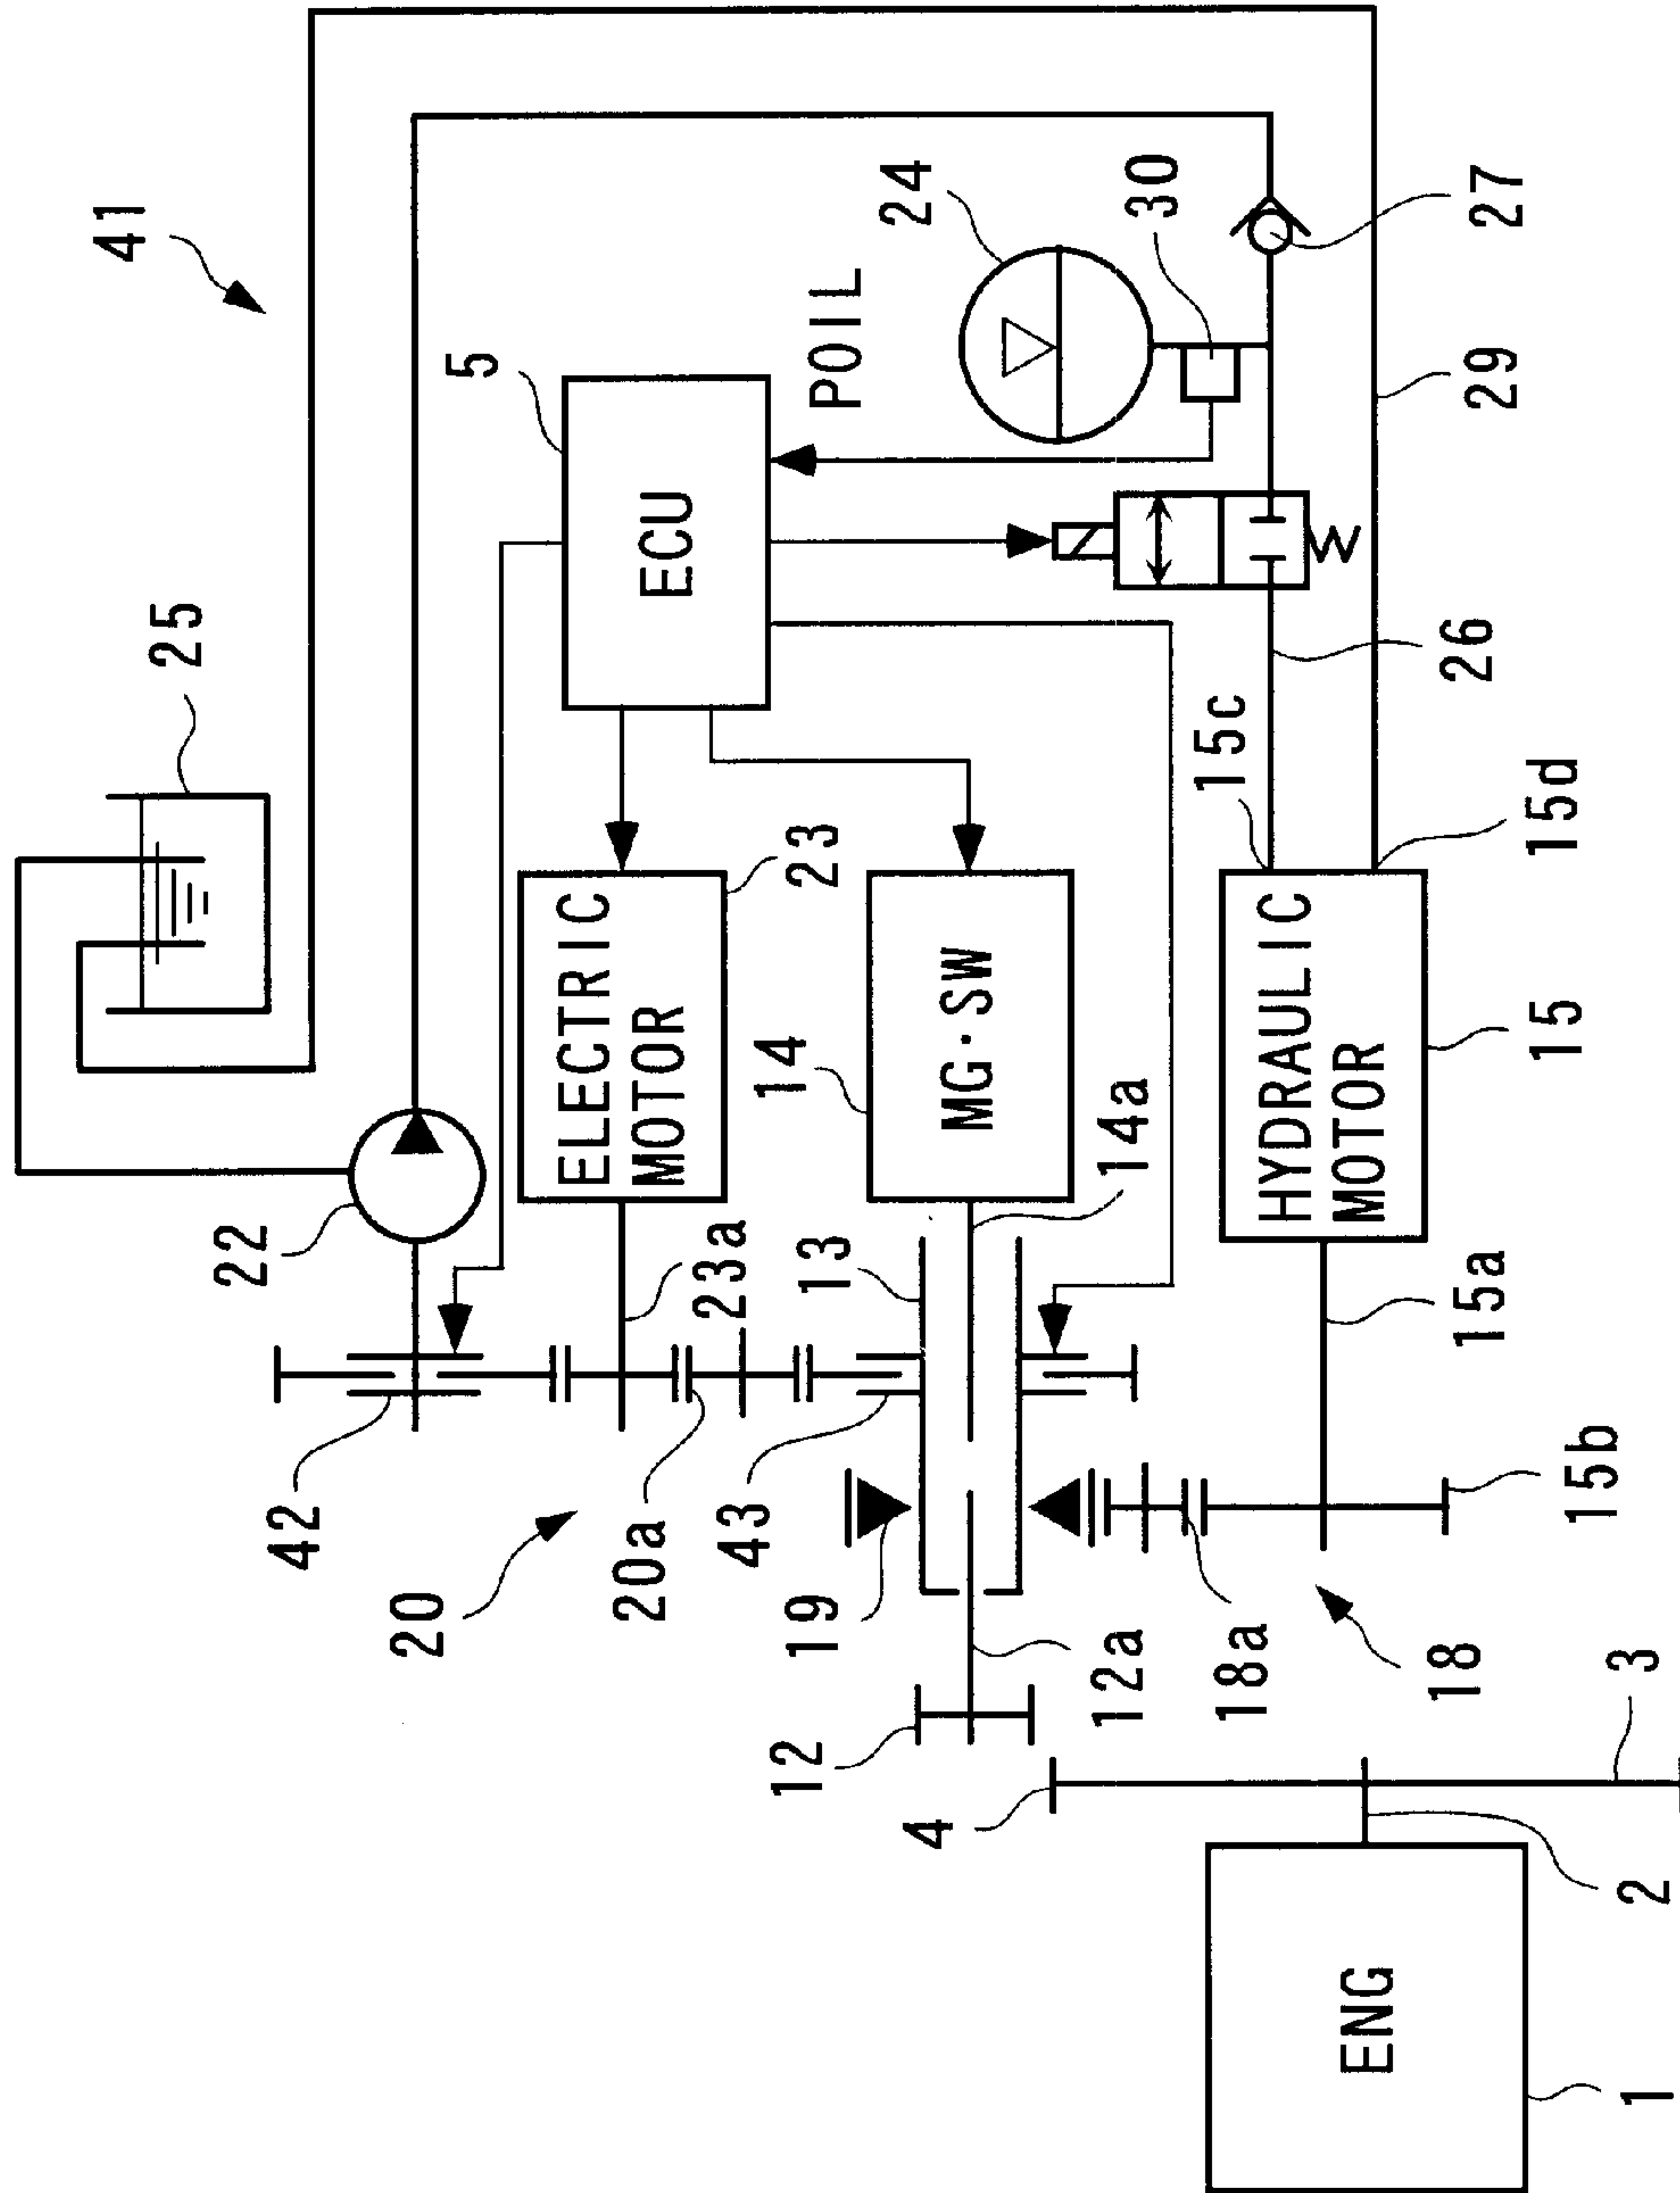 41
25
5
ECU
POIL
24
30
27
29
22
ELECTRIC
MOTOR
23
23a
14
MG·SW
14a
13
15c
26
HYDRAULIC
MOTOR
15d
15
15a
15b
42
20
20a
43
19
12
12a
18a
18
3
4
2
ENG
1